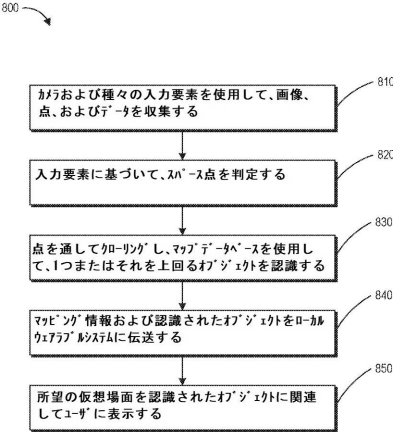 800
810
ｶﾒﾗおよび種々の入力要素を使用して、画像、
点、およびﾃﾞｰﾀを収集する
820
入力要素に基づいて、ｽﾊﾟｰｽ点を判定する
830
点を通してｸﾛｰﾘﾝｸﾞし、ﾏｯﾌﾟﾃﾞｰﾀﾍﾞｰｽを使用し
て、1つまたはそれを上回るｵﾌﾞｼﾞｪｸﾄを認識する
840
ﾏｯﾋﾟﾝｸﾞ情報および認識されたｵﾌﾞｼﾞｪｸﾄをﾛｰｶﾙ
ｳｪｱﾗﾌﾞﾙｼｽﾃﾑに伝送する
850
所望の仮想場面を認識されたｵﾌﾞｼﾞｪｸﾄに関連
してﾕｰｻﾞに表示する